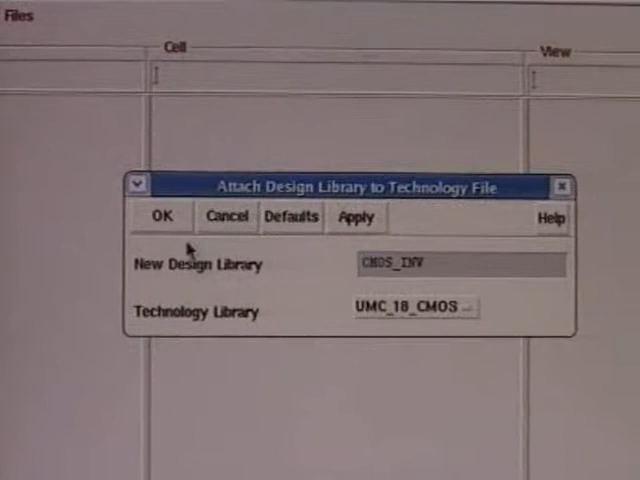 Files
Cell
View
Attach Design Library to Technology File
OK Cancel Defaults Apply Help
New Design Library CMOS_INV
Technology Library UMC_18_CMOS